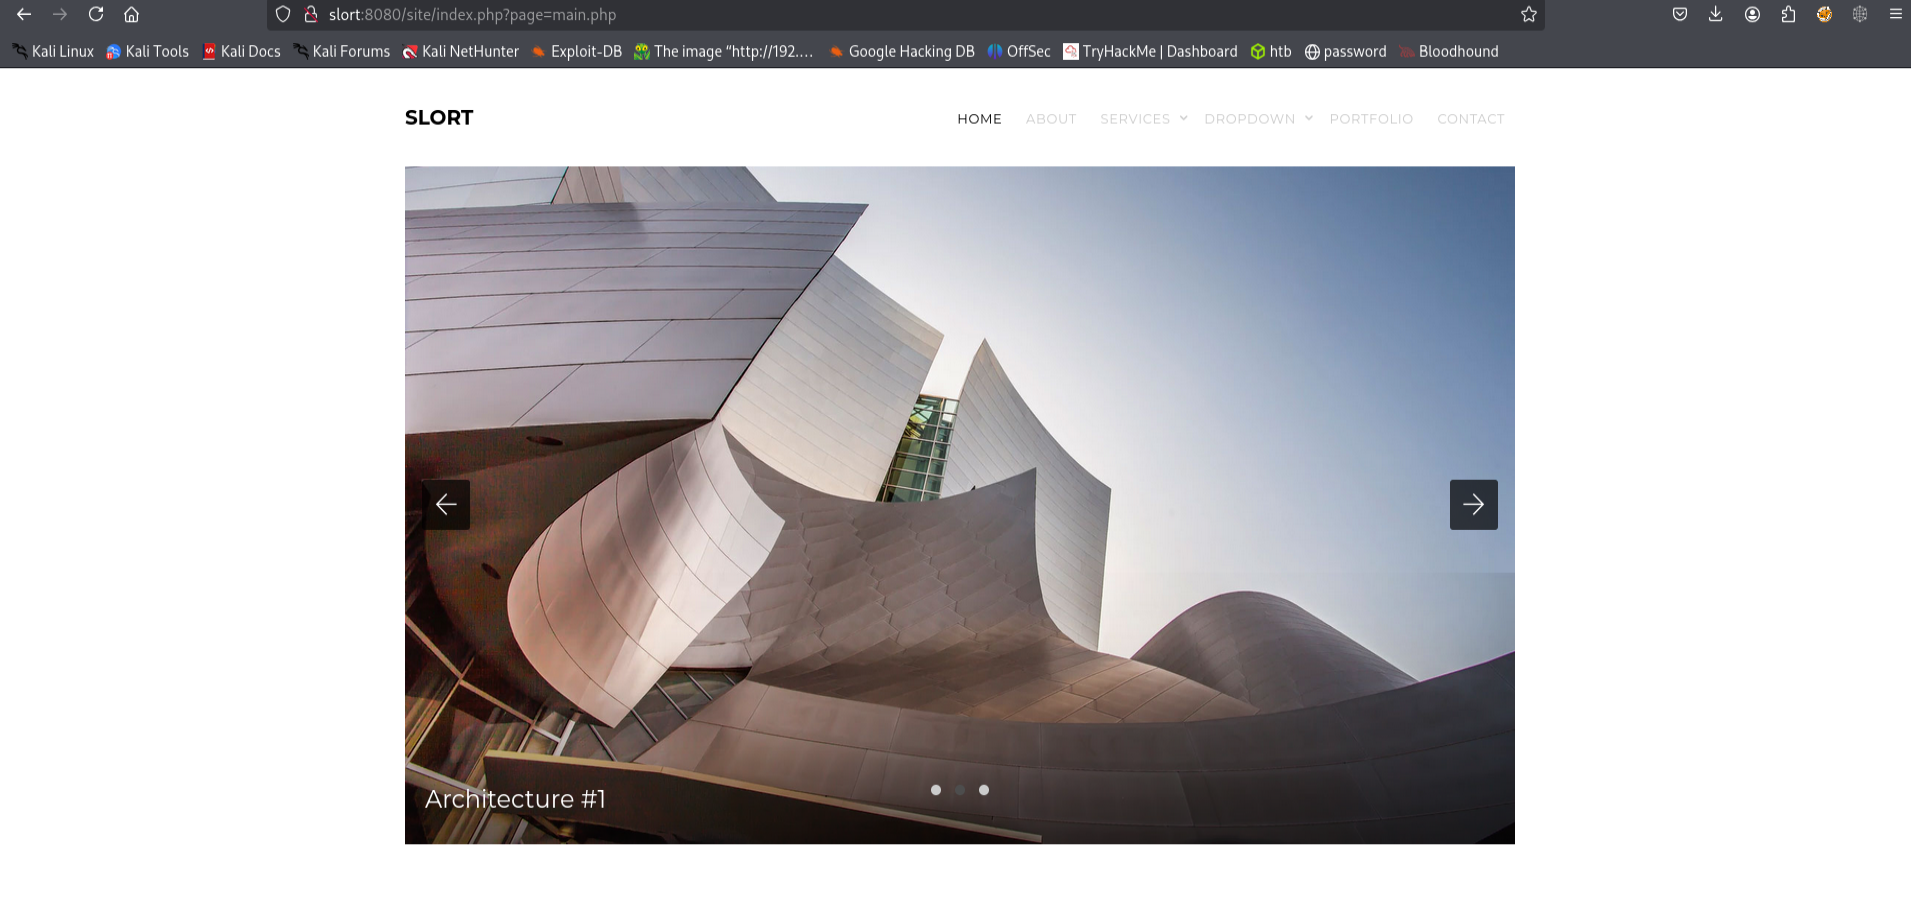 slort:8080/site/index.php?page=main.php
Kali Linux Kali Tools Kali Docs Kali Forums Kali NetHunter Exploit-DB The image “http://192.... Google Hacking DB OffSec TryHackMe | Dashboard htb password Bloodhound
SLORT HOME ABOUT SERVICES DROPDOWN PORTFOLIO CONTACT
Architecture #1